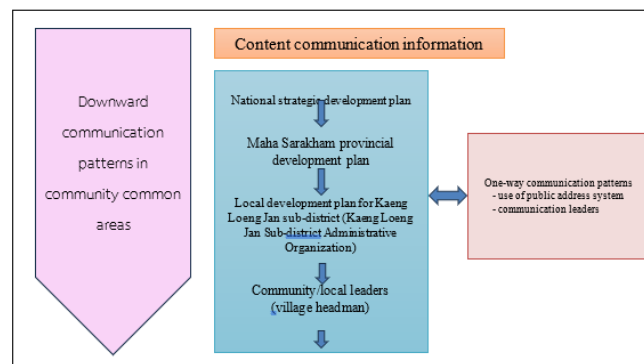 Content communication information
Downward
communication
patterns in
community common
areas
National strategic development plan
Maha Sarakham provincial
development plan
Local development plan for Kaeng
Loeng Jan sub-district (Kaeng Loeng
Jan Sub-district Administrative
Organization)
Community/local leaders
(village headman)
One-way communication patterns
- use of public address system
- communication leaders